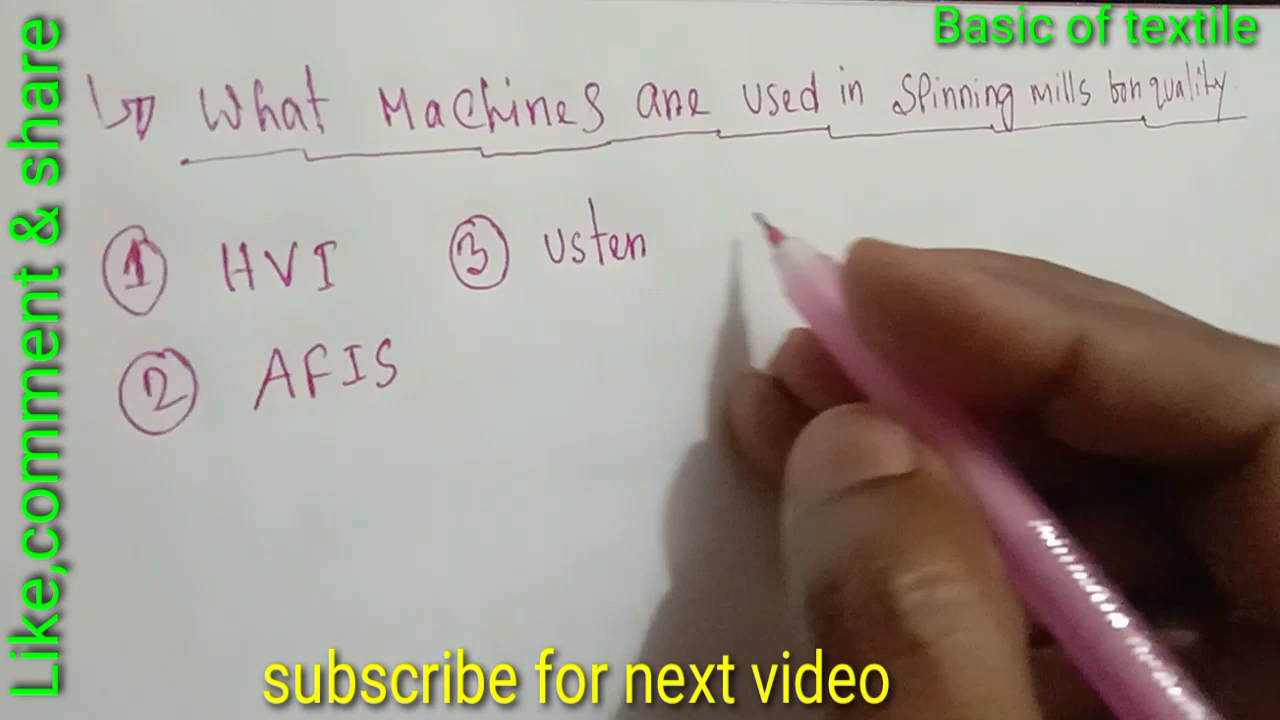 Basic of textile
What Machines are used in spinning mills for quality
① HVI
③ Uster
② AFIS
Like,comment & share
subscribe for next video